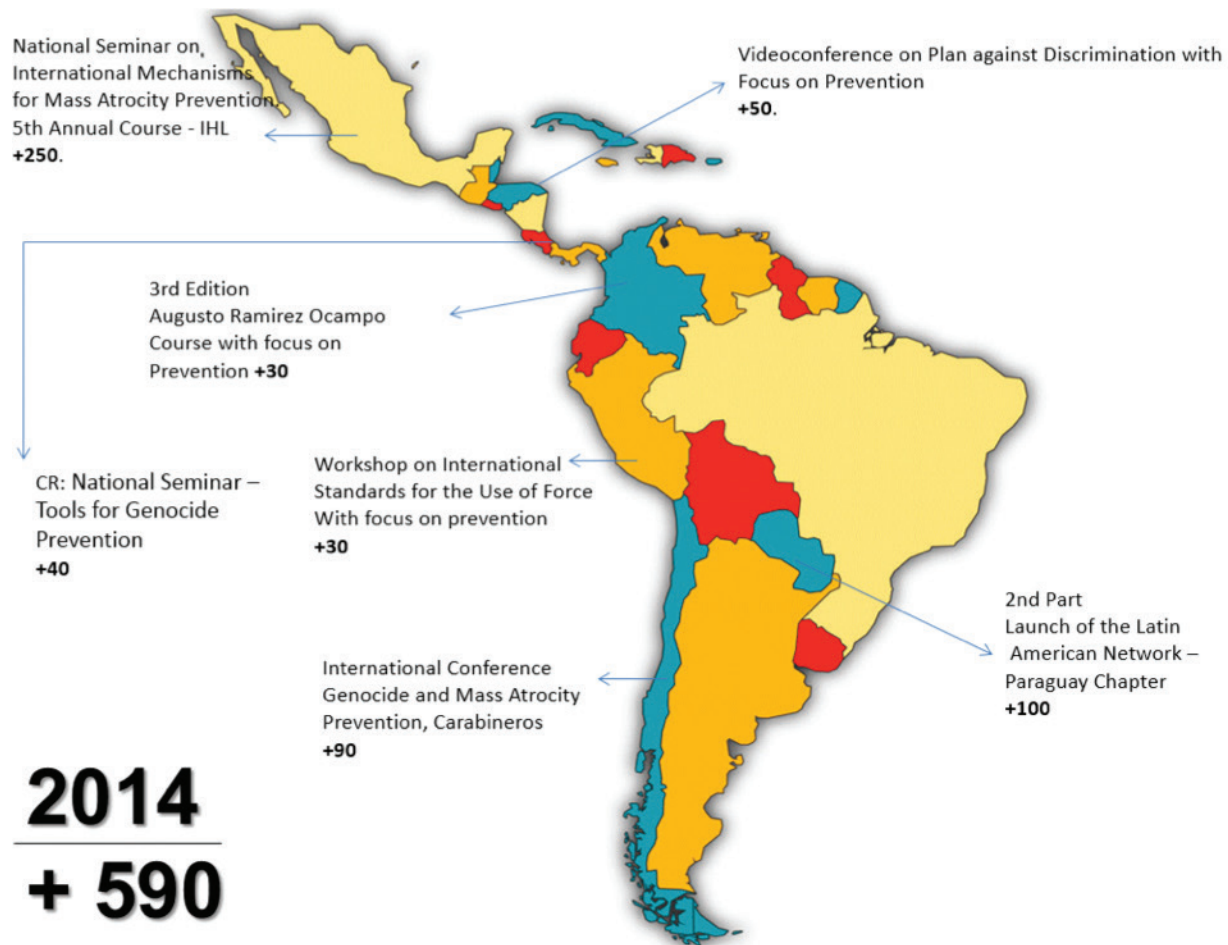 National Seminar on
International Mechanisms
for Mass Atrocity Prevention,
5th Annual Course - IHL
+250.
Videoconference on Plan against Discrimination with
Focus on Prevention
+50.
3rd Edition
Augusto Ramirez Ocampo
Course with focus on
Prevention +30
CR: National Seminar –
Tools for Genocide
Prevention
+40
Workshop on International
Standards for the Use of Force
With focus on prevention
+30
International Conference
Genocide and Mass Atrocity
Prevention, Carabineros
+90
2nd Part
Launch of the Latin
American Network –
Paraguay Chapter
+100
2014
+ 590